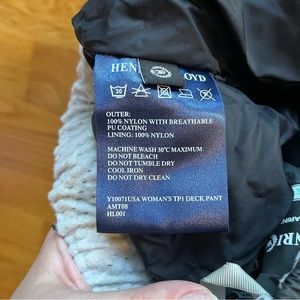 HEN OYD
30
OUTER:
100% NYLON WITH BREATHABLE
PU COATING
LINING: 100% NYLON
MACHINE WASH 30°C MAXIMUM
DO NOT BLEACH
DO NOT TUMBLE DRY
COOL IRON
DO NOT DRY CLEAN
Y10071USA WOMAN'S TP1 DECK PANT
AMT08
HL001